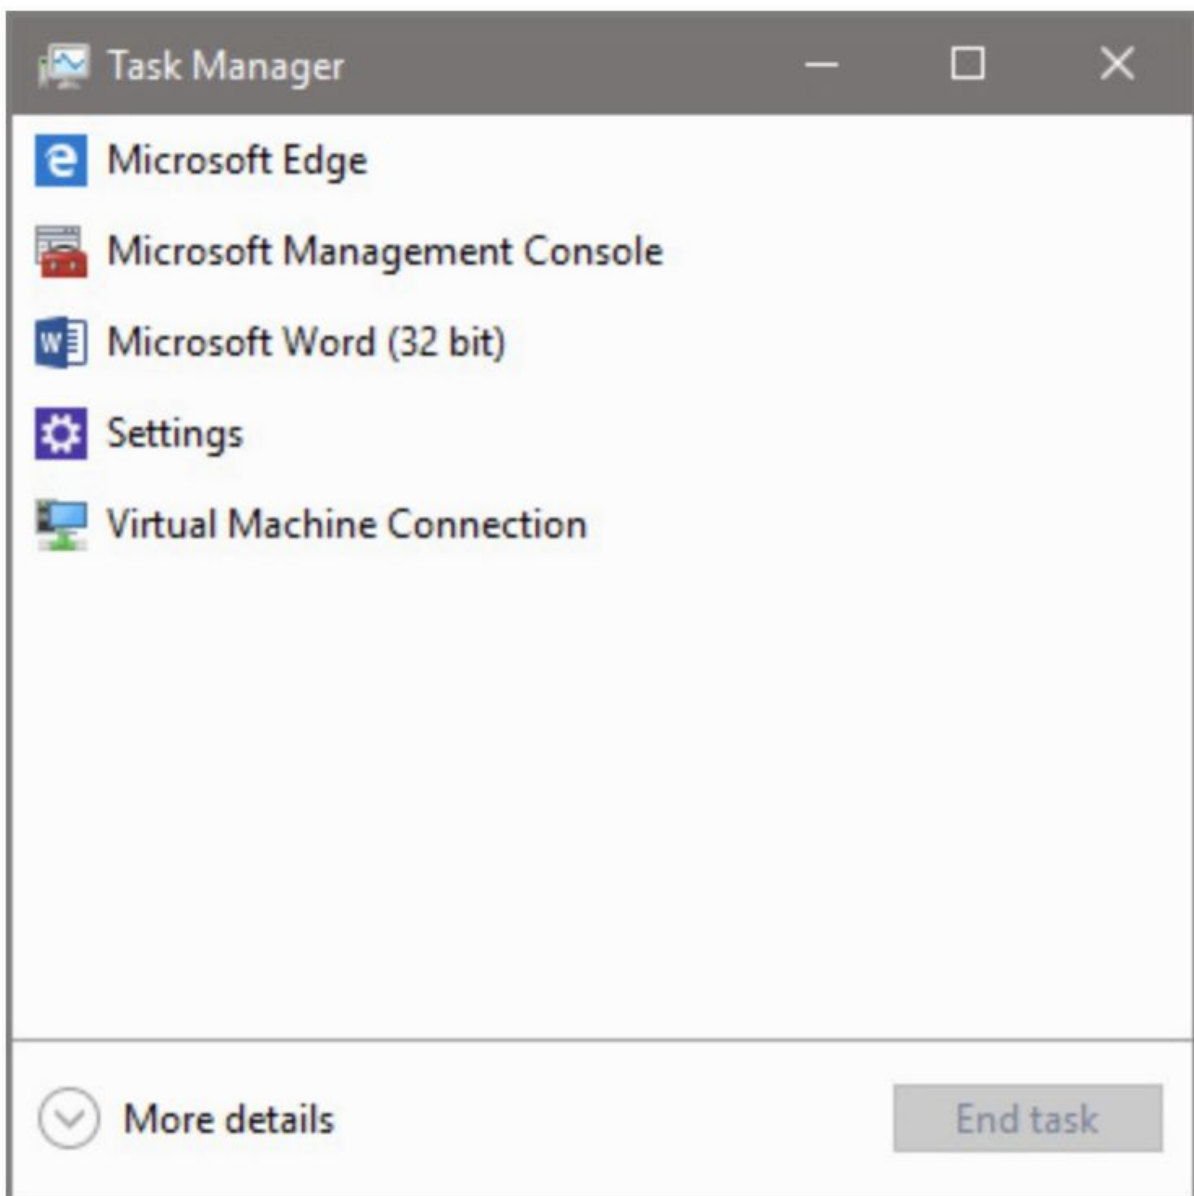 Task Manager
Microsoft Edge
Microsoft Management Console
Microsoft Word (32 bit)
Settings
Virtual Machine Connection
More details
End task